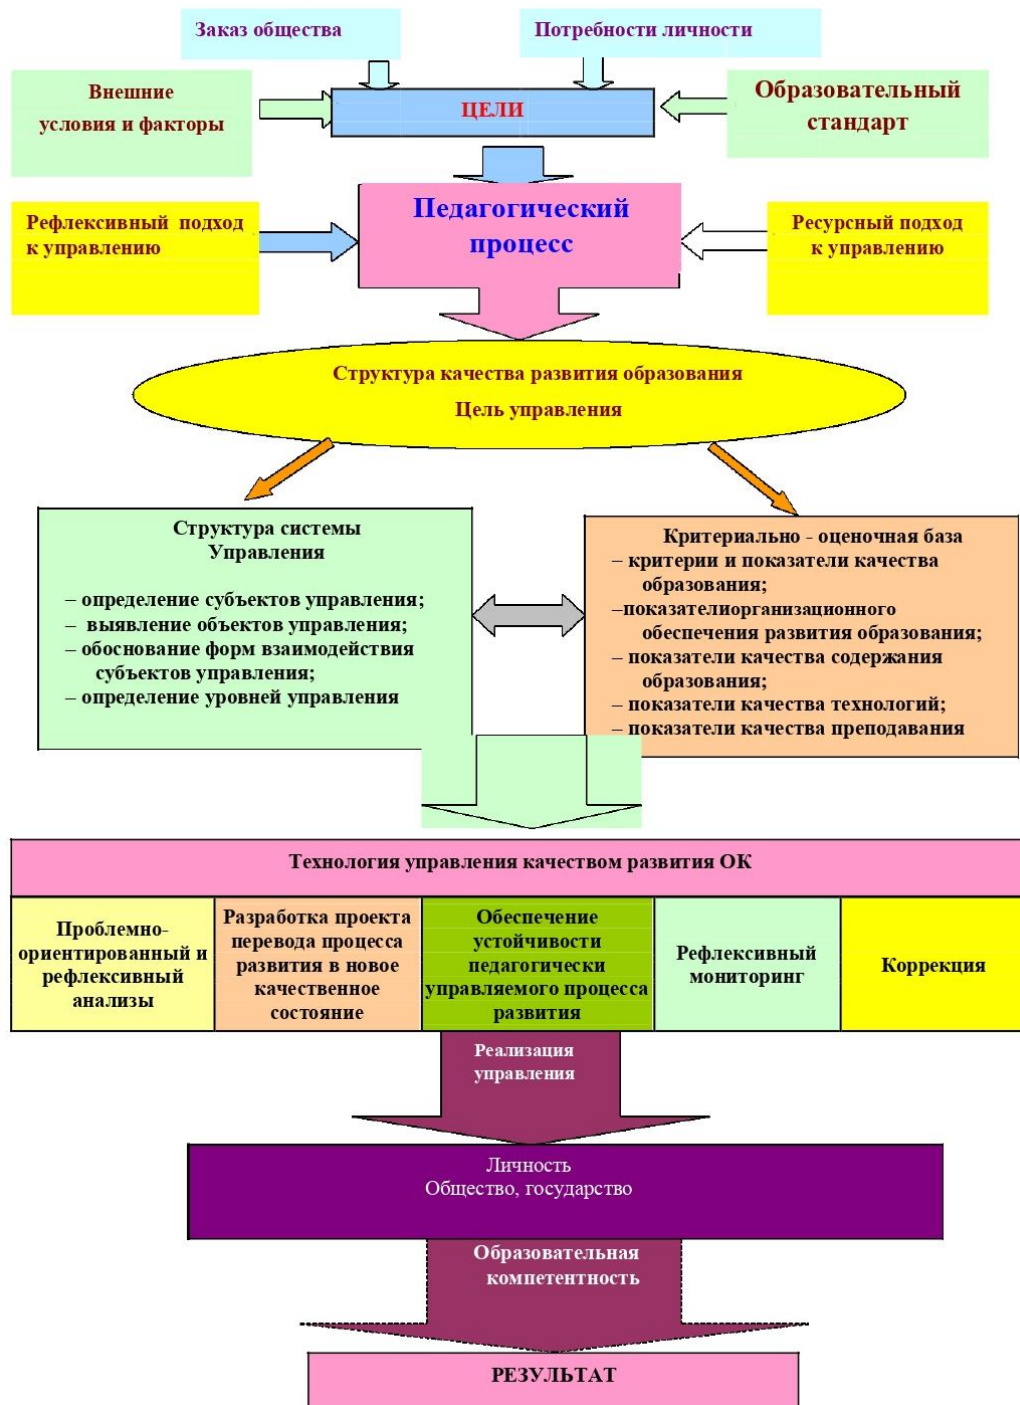 Заказ общества
Потребности личности
Внешние
условия и факторы
ЦЕЛИ
Образовательный
стандарт
Рефлексивный подход
к управлению
Педагогический
процесс
Ресурсный подход
к управлению
Структура качества развития образования
Цель управления
Структура системы
Управления
– определение субъектов управления;
– выявление объектов управления;
– обоснование форм взаимодействия
субъектов управления;
– определение уровней управления
Критериально - оценочная база
– критерии и показатели качества
образования;
–показателиорганизационного
обеспечения развития образования;
– показатели качества содержания
образования;
– показатели качества технологий;
– показатели качества преподавания
Технология управления качеством развития ОК
Проблемно-
ориентированный и
рефлексивный
анализы
Разработка проекта
перевода процесса
развития в новое
качественное
состояние
Обеспечение
устойчивости
педагогически
управляемого процесса
развития
Рефлексивный
мониторинг
Коррекция
Реализация
управления
Личность
Общество, государство
Образовательная
компетентность
РЕЗУЛЬТАТ